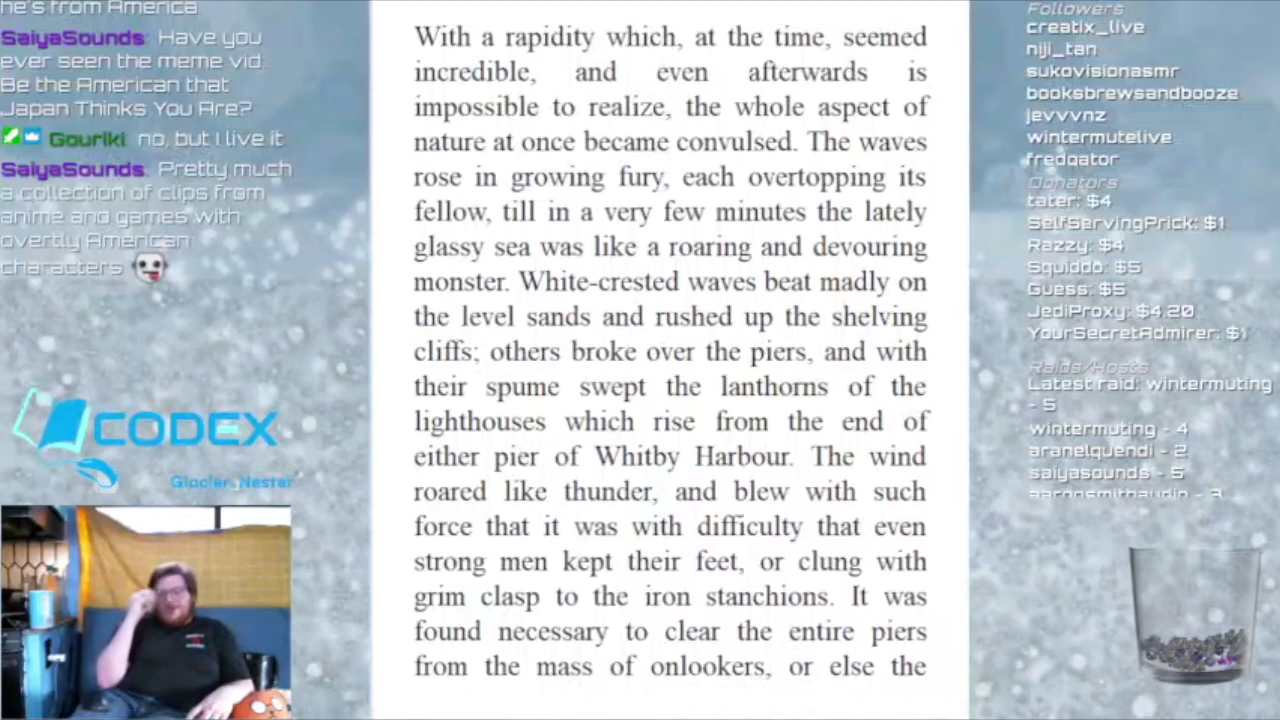 he's from America
SaiyaSounds: Have you
ever seen the meme vid:
Be the American that
Japan Thinks You Are?
Gouriki: no, but I live it
SaiyaSounds: Pretty much
a collection of clips from
anime and games with
overtly American
characters
CODEX
Glacier_Nester
With a rapidity which, at the time, seemed
incredible, and even afterwards is
impossible to realize, the whole aspect of
nature at once became convulsed. The waves
rose in growing fury, each overtopping its
fellow, till in a very few minutes the lately
glassy sea was like a roaring and devouring
monster. White-crested waves beat madly on
the level sands and rushed up the shelving
cliffs; others broke over the piers, and with
their spume swept the lanthorns of the
lighthouses which rise from the end of
either pier of Whitby Harbour. The wind
roared like thunder, and blew with such
force that it was with difficulty that even
strong men kept their feet, or clung with
grim clasp to the iron stanchions. It was
found necessary to clear the entire piers
from the mass of onlookers, or else the
Followers
creatix_live
niji_tan
sukovisionasmr
booksbrewsandbooze
jevvvnz
wintermutelive
fredgator
Donators
tater: $4
SelfServingPrick: $1
Razzy: $4
Squiddo: $5
Guess: $5
JediProxy: $4.20
YourSecretAdmirer: $1
Raids/Hosts
Latest raid: wintermuting
- 5
wintermuting - 4
aranelquendi - 2
saiyasounds - 5